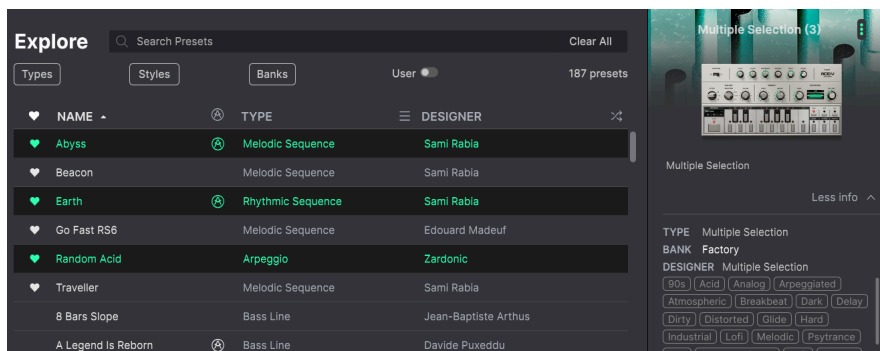 Explore
Search Presets
Clear All
Types
Styles
Banks
User
187 presets
NAME
TYPE
DESIGNER
Abyss
Melodic Sequence
Sami Rabia
Beacon
Melodic Sequence
Sami Rabia
Earth
Rhythmic Sequence
Sami Rabia
Go Fast RS6
Melodic Sequence
Edouard Madeuf
Random Acid
Arpeggio
Zardonic
Traveller
Melodic Sequence
Sami Rabia
8 Bars Slope
Bass Line
Jean-Baptiste Arthus
A Legend Is Reborn
Bass Line
Davide Puxeddu
Multiple Selection (3)
Multiple Selection
Less info
TYPE Multiple Selection
BANK Factory
DESIGNER Multiple Selection
90s Acid Analog Arpeggiated
Atmospheric Breakbeat Dark Delay
Dirty Distorted Glide Hard
Industrial Lofi Melodic Psytrance